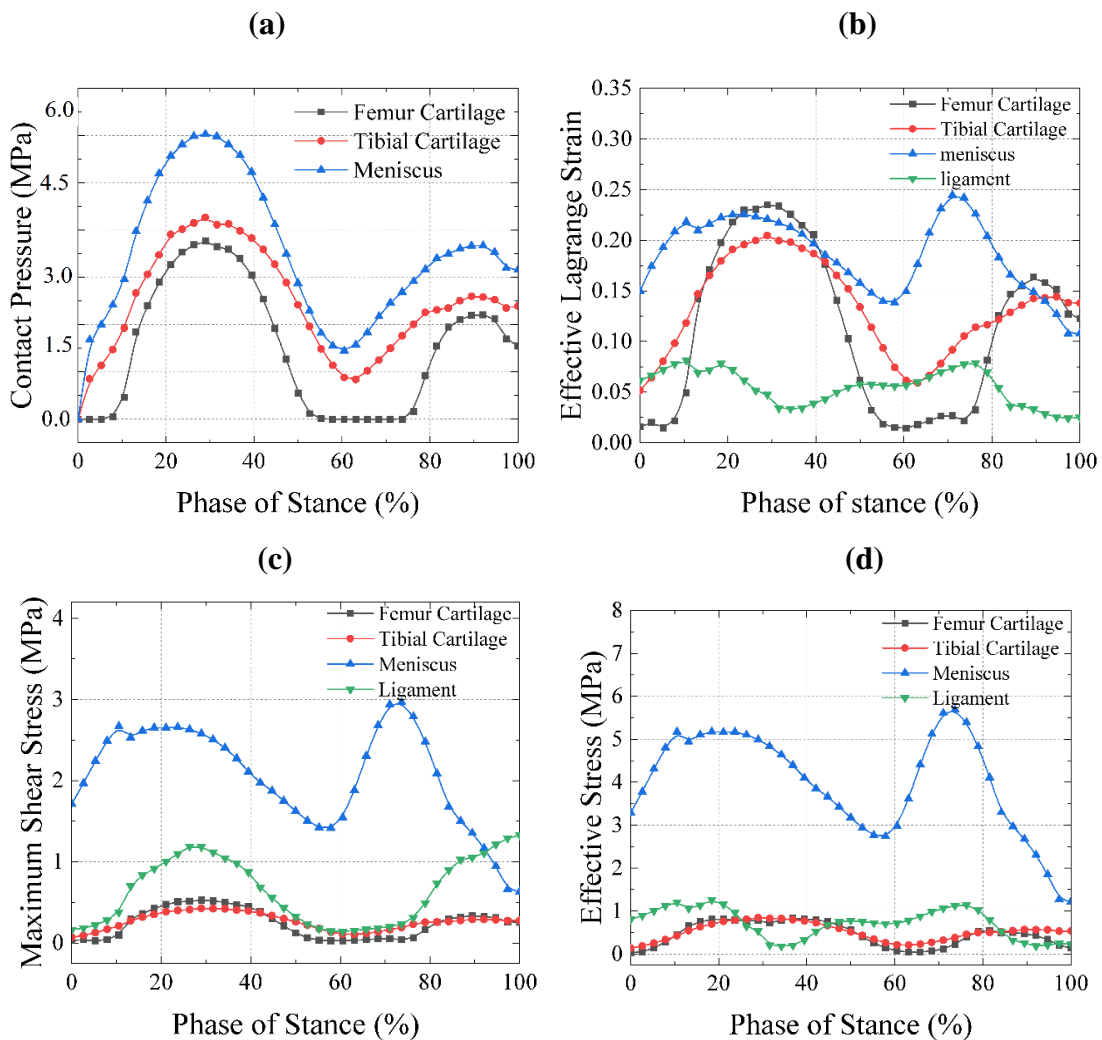 (a)
Contact Pressure (MPa)
6.0
4.5
3.0
1.5
0.0
Femur Cartilage
Tibial Cartilage
Meniscus
0 20 40 60 80 100
Phase of Stance (%)
(b)
Effective Lagrange Strain
0.35
0.30
0.25
0.20
0.15
0.10
0.05
0.00
Femur Cartilage
Tibial Cartilage
meniscus
ligament
0 20 40 60 80 100
Phase of stance (%)
(c)
Maximum Shear Stress (MPa)
4
3
2
1
0
Femur Cartilage
Tibial Cartilage
Meniscus
Ligament
0 20 40 60 80 100
Phase of Stance (%)
(d)
Effective Stress (MPa)
8
7
6
5
4
3
2
1
0
Femur Cartilage
Tibial Cartilage
Meniscus
Ligament
0 20 40 60 80 100
Phase of Stance (%)